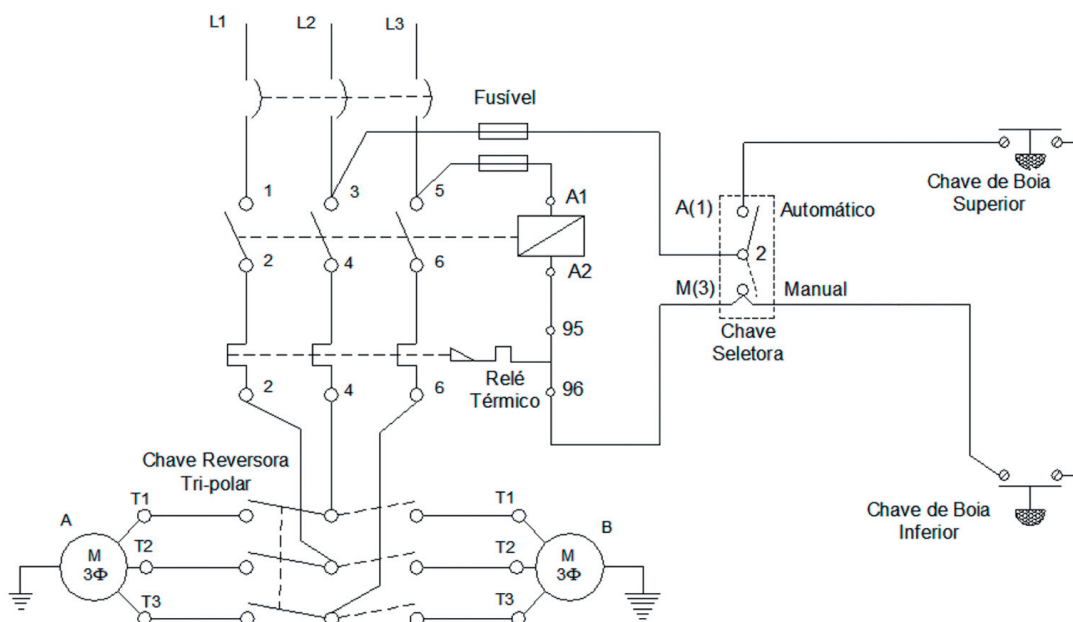 L1
L2
L3
Fusível
1
3
5
A1
A2
2
4
6
95
96
2
4
6
Relé
Térmico
A(1)
Automático
2
M(3)
Manual
Chave
Seletora
Chave de Boia
Superior
Chave de Boia
Inferior
Chave Reversora
Tri-polar
A
T1
T2
T3
M
3Φ
T1
T2
T3
B
M
3Φ